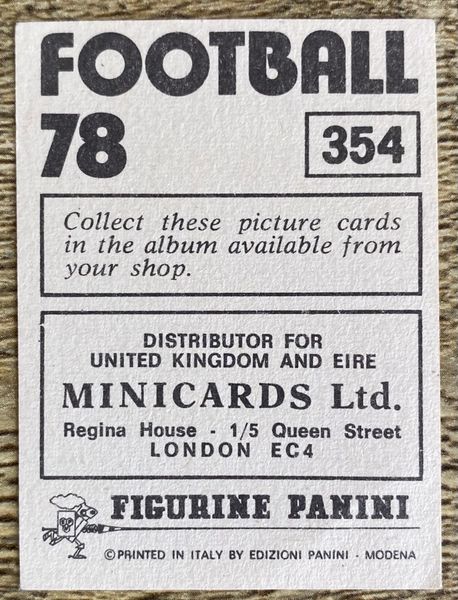 FOOTBALL
78
354
Collect these picture cards
in the album available from
your shop.
DISTRIBUTOR FOR
UNITED KINGDOM AND EIRE
MINICARDS Ltd.
Regina House - 1/5 Queen Street
LONDON EC4
FIGURINE PANINI
©PRINTED IN ITALY BY EDIZIONI PANINI - MODENA